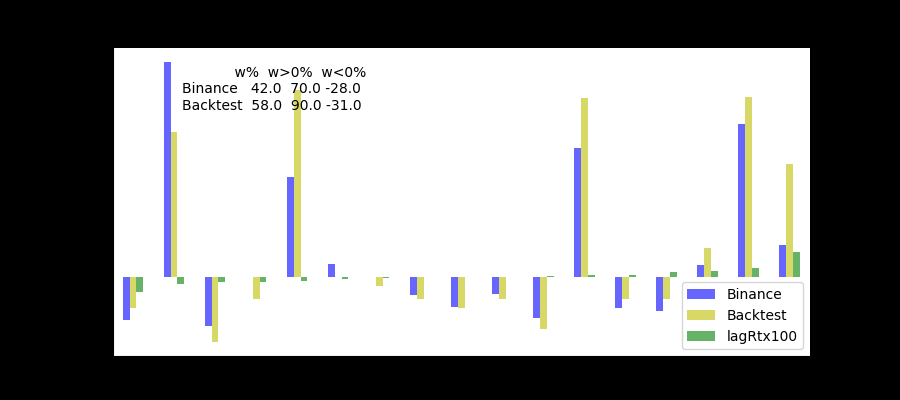 w% w>0% w<0%
Binance 42.0 70.0 -28.0
Backtest 58.0 90.0 -31.0
Binance
Backtest
lagRtx100